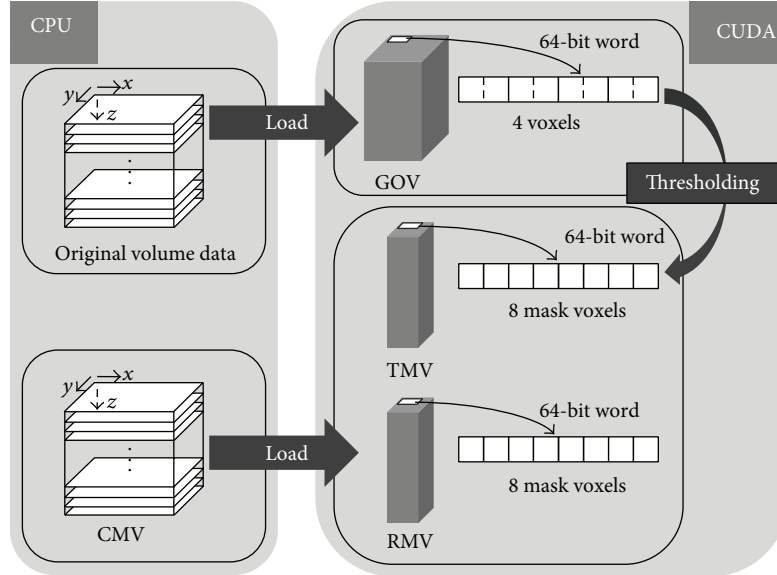 CPU
y
x
z
Original volume data
Load
CUDA
64-bit word
4 voxels
GOV
Thresholding
64-bit word
8 mask voxels
TMV
y
x
z
CMV
Load
64-bit word
8 mask voxels
RMV